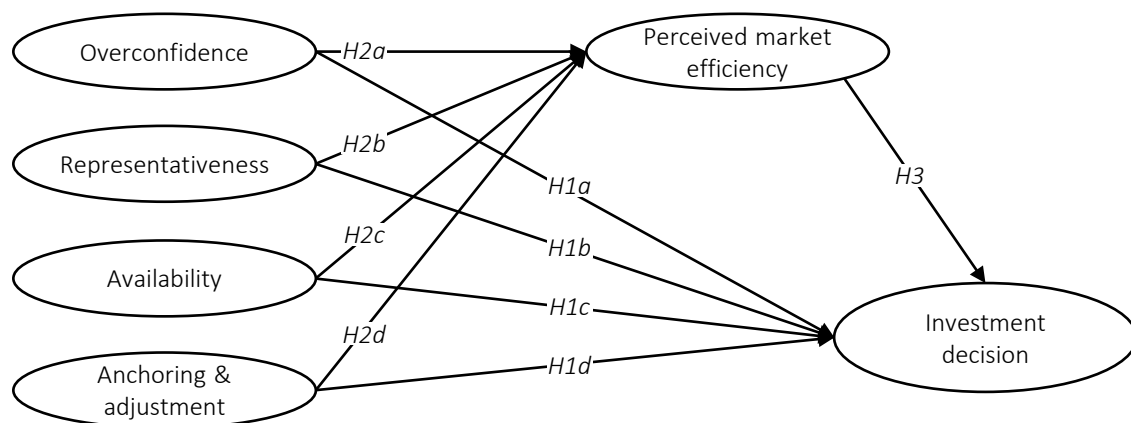 Overconfidence
H2a
Perceived market
efficiency
Representativeness
H2b
H1a
H3
Availability
H2c
H1b
H1c
H2d
Investment
decision
Anchoring &
adjustment
H1d